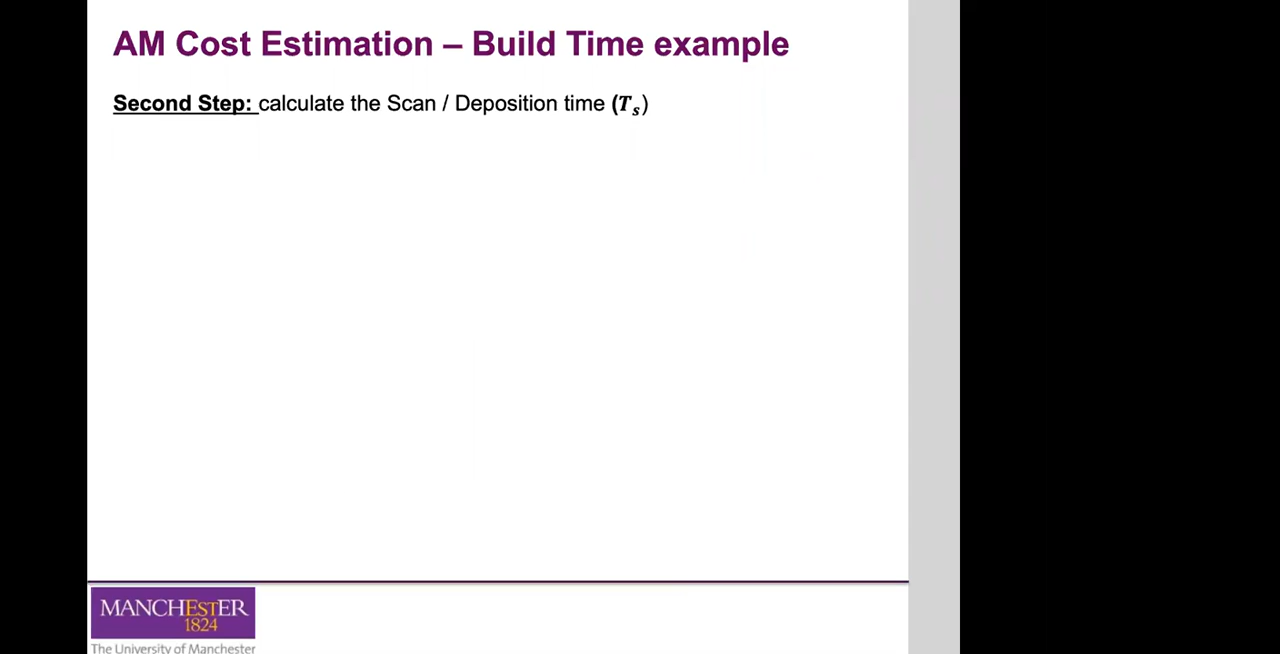 AM Cost Estimation – Build Time example
Second Step: calculate the Scan / Deposition time (Tₛ)
MANCHESTER
1824
The University of Manchester